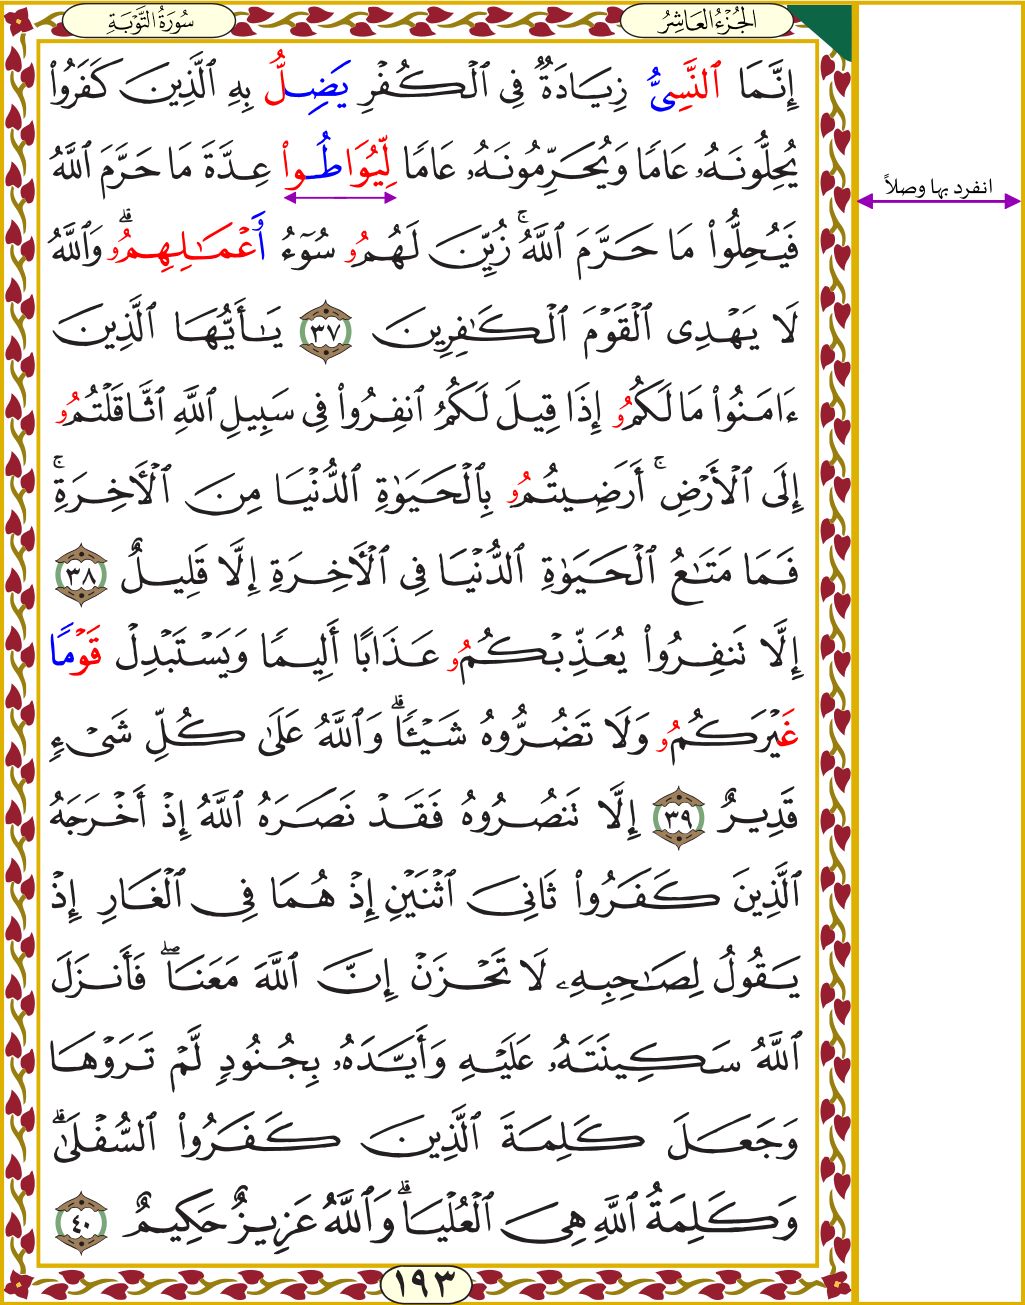 سُورَةُ التَّوْبَةِ
الجُزْءُ العَاشِرُ
إِنَّمَا ٱلنَّسِىُّ زِيَادَةٌ فِى ٱلْكُفْرِ يَضِلُّ بِهِ ٱلَّذِينَ كَفَرُواْ
يُحِلُّونَهُۥ عَامًا وَيُحَرِّمُونَهُۥ عَامًا لِّيُوَاطُواْ عِدَّةَ مَا حَرَّمَ ٱللَّهُ
انفرد بها وصلاً
فَيُحِلُّواْ مَا حَرَّمَ ٱللَّهُ ۚ زُيِّنَ لَهُمُۥ سُوٓءُ أَعْمَـٰلِهِمُۥ ۗ وَٱللَّهُ
لَا يَهْدِى ٱلْقَوْمَ ٱلْكَـٰفِرِينَ ٣٧ يَـٰأَيُّهَا ٱلَّذِينَ
ءَامَنُواْ مَا لَكُمُۥ إِذَا قِيلَ لَكُمُ ٱنفِرُواْ فِى سَبِيلِ ٱللَّهِ ٱثَّاقَلْتُمُۥ
إِلَى ٱلْأَرْضِ ۚ أَرَضِيتُمُۥ بِٱلْحَيَوٰةِ ٱلدُّنْيَا مِنَ ٱلْأَخِرَةِ ۚ
فَمَا مَتَـٰعُ ٱلْحَيَوٰةِ ٱلدُّنْيَا فِى ٱلْأَخِرَةِ إِلَّا قَلِيلٌ ٣٨
إِلَّا تَنفِرُواْ يُعَذِّبْكُمُۥ عَذَابًا أَلِيمًا وَيَسْتَبْدِلْ قَوْمًا
غَيْرَكُمُۥ وَلَا تَضُرُّوهُ شَيْـًٔا ۗ وَٱللَّهُ عَلَىٰ كُلِّ شَىْءٍ
قَدِيرٌ ٣٩ إِلَّا تَنصُرُوهُ فَقَدْ نَصَرَهُ ٱللَّهُ إِذْ أَخْرَجَهُ
ٱلَّذِينَ كَفَرُواْ ثَانِىَ ٱثْنَيْنِ إِذْ هُمَا فِى ٱلْغَارِ إِذْ
يَقُولُ لِصَـٰحِبِهِۦ لَا تَحْزَنْ إِنَّ ٱللَّهَ مَعَنَا ۖ فَأَنزَلَ
ٱللَّهُ سَكِينَتَهُۥ عَلَيْهِ وَأَيَّدَهُۥ بِجُنُودٍ لَّمْ تَرَوْهَا
وَجَعَلَ كَلِمَةَ ٱلَّذِينَ كَفَرُواْ ٱلسُّفْلَىٰ ۗ
وَكَلِمَةُ ٱللَّهِ هِىَ ٱلْعُلْيَا ۗ وَٱللَّهُ عَزِيزٌ حَكِيمٌ ٤٠
١٩٣